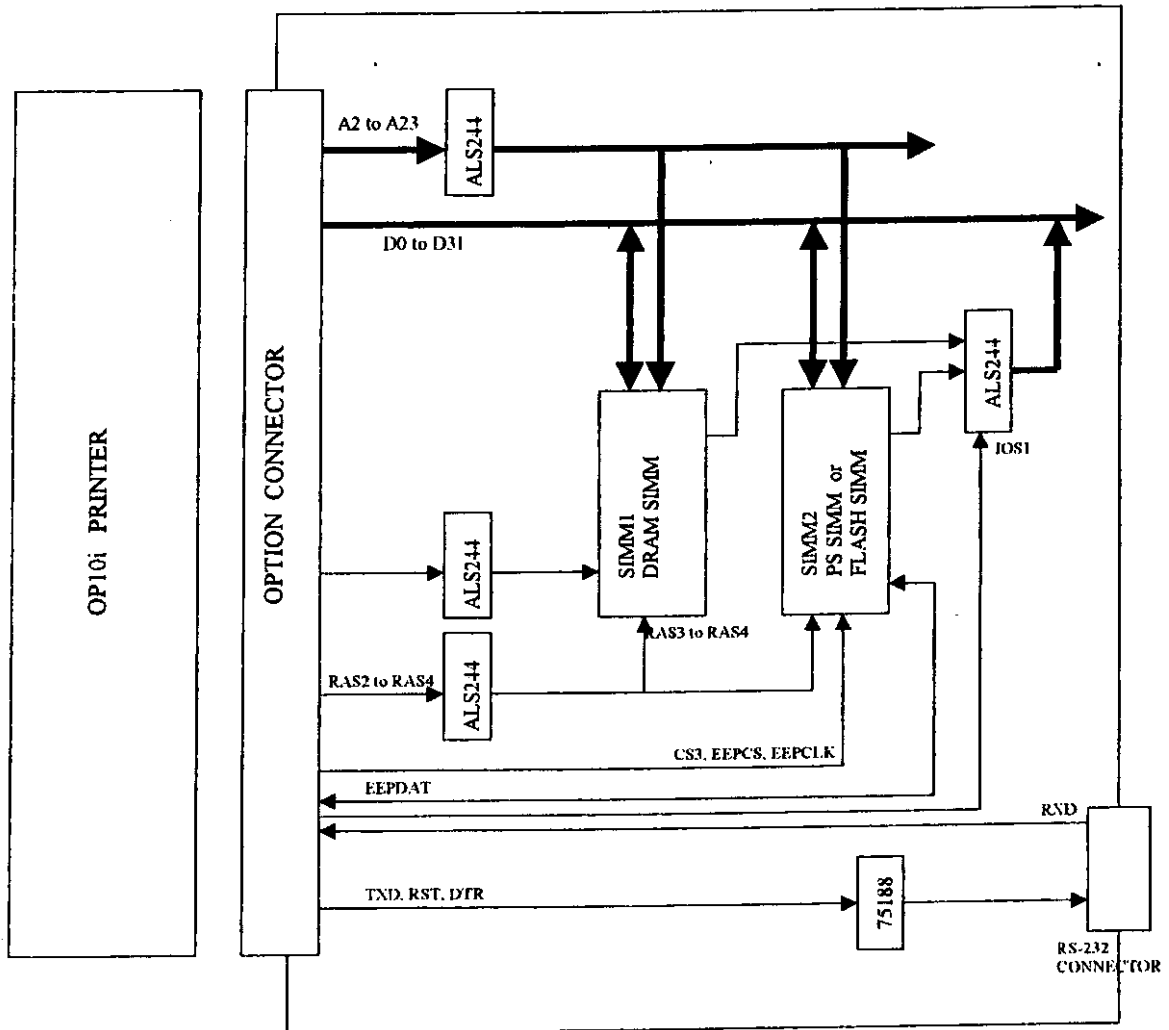 OP10i PRINTER
OPTION CONNECTOR
A2 to A23
ALS244
D0 to D31
ALS244
IOS1
SIMM1
DRAM SIMM
SIMM2
PS SIMM or
FLASH SIMM
ALS244
RAS3 to RAS4
RAS2 to RAS4
ALS244
CS3, EEPCS, EEPCLK
EEPDAT
RXD
TXD, RST, DTR
75188
RS-232
CONNECTOR